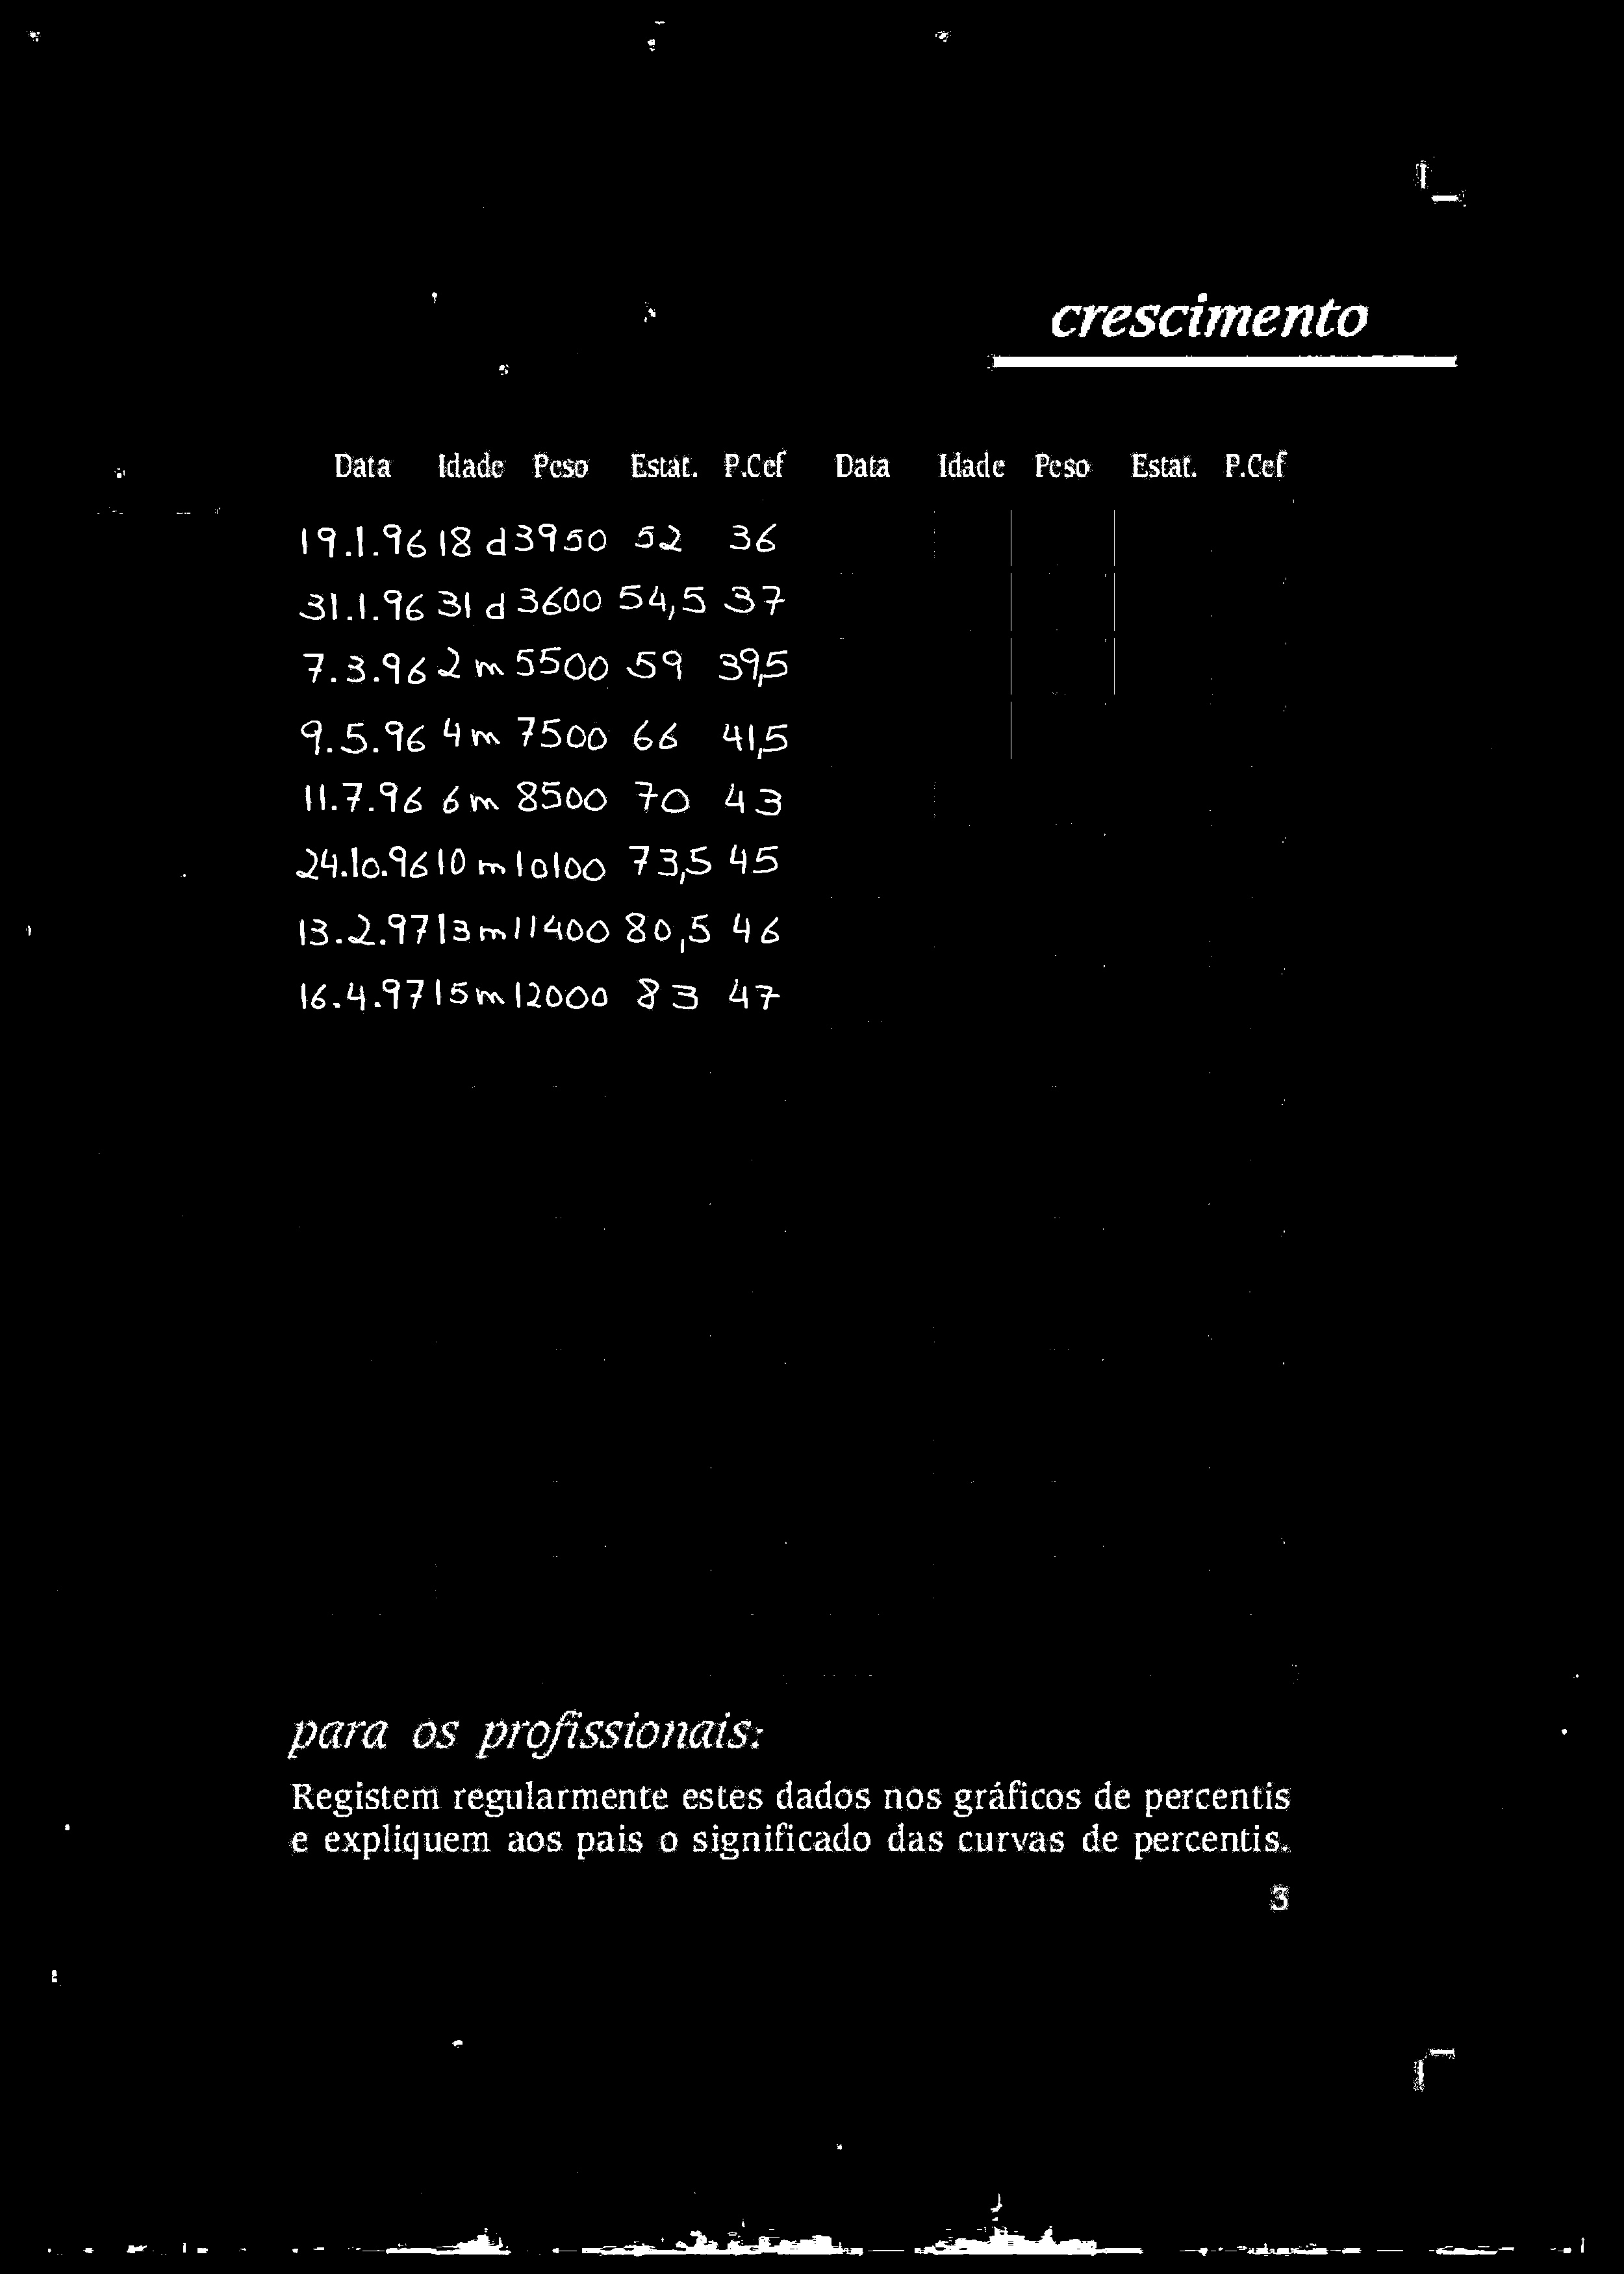 crescimento
Data Idade Peso Estat. P.Cef Data Idade Peso Estat. P.Cef
19.1.96 18 d 3950 52 36
31.1.96 31 d 3600 54,5 37
7.3.96 2 m 5500 59 39,5
9.5.96 4 m 7500 66 41,5
11.7.96 6 m 8500 70 43
24.10.96 10 m 10100 73,5 45
13.2.97 13 m 11400 80,5 46
16.4.97 15 m 12000 83 47
para os profissionais:
Registem regularmente estes dados nos gráficos de percentis
e expliquem aos pais o significado das curvas de percentis.
3